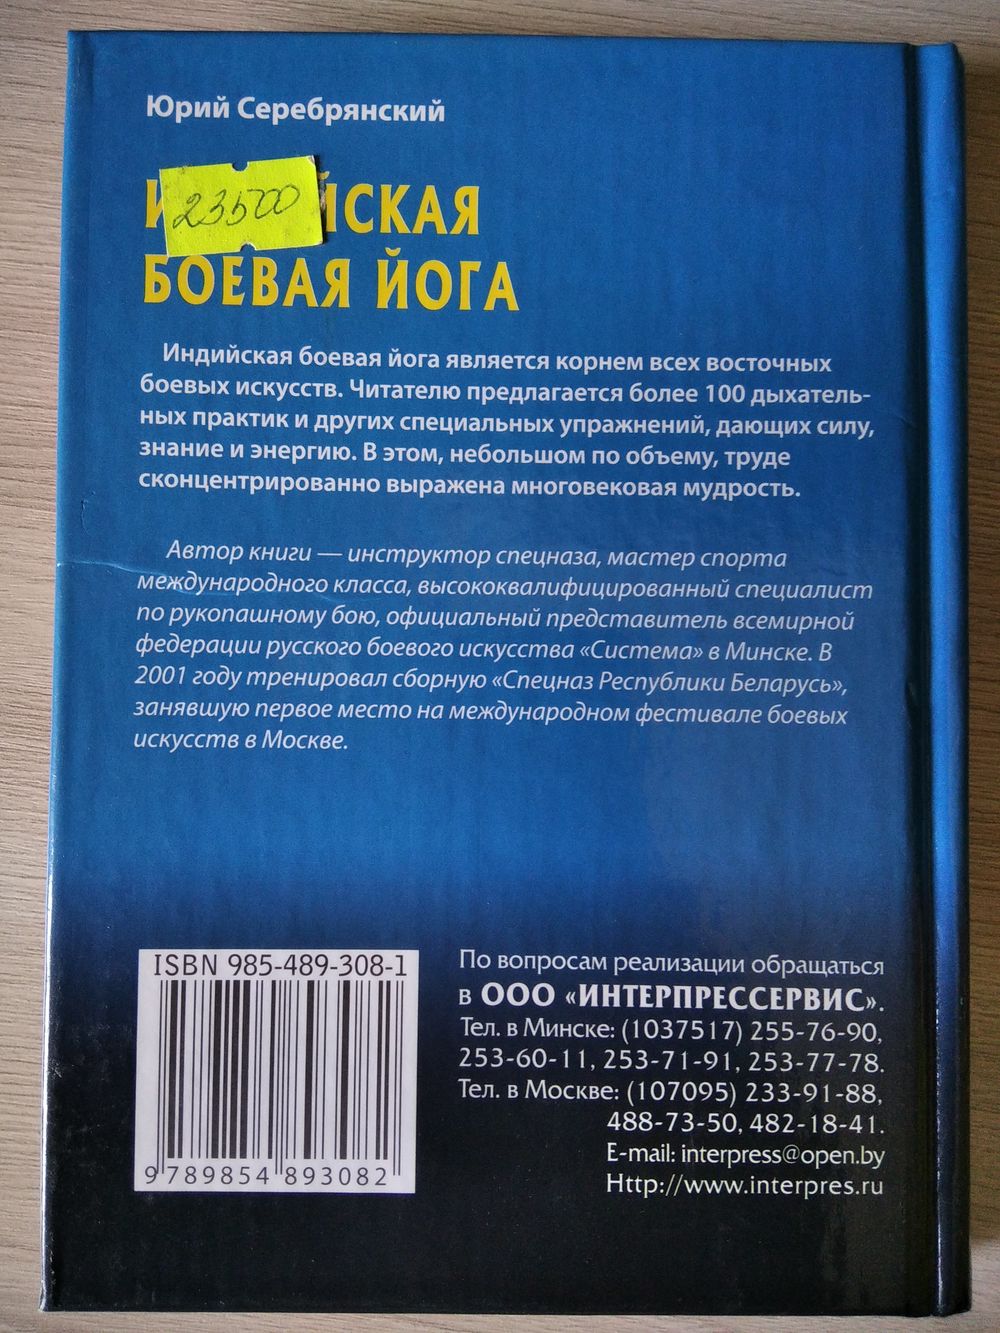 Юрий Серебрянский
23500
ЙСКАЯ
БОЕВАЯ ЙОГА
Индийская боевая йога является корнем всех восточных
боевых искусств. Читателю предлагается более 100 дыхатель-
ных практик и других специальных упражнений, дающих силу,
знание и энергию. В этом, небольшом по объему, труде
сконцентрированно выражена многовековая мудрость.
Автор книги — инструктор спецназа, мастер спорта
международного класса, высококвалифицированный специалист
по рукопашному бою, официальный представитель всемирной
федерации русского боевого искусства «Система» в Минске. В
2001 году тренировал сборную «Спецназ Республики Беларусь»,
занявшую первое место на международном фестивале боевых
искусств в Москве.
ISBN 985-489-308-1
9 789854 893082
По вопросам реализации обращаться
в ООО «ИНТЕРПРЕССЕРВИС».
Тел. в Минске: (1037517) 255-76-90,
253-60-11, 253-71-91, 253-77-78.
Тел. в Москве: (107095) 233-91-88,
488-73-50, 482-18-41.
E-mail: interpress@open.by
Http://www.interpres.ru